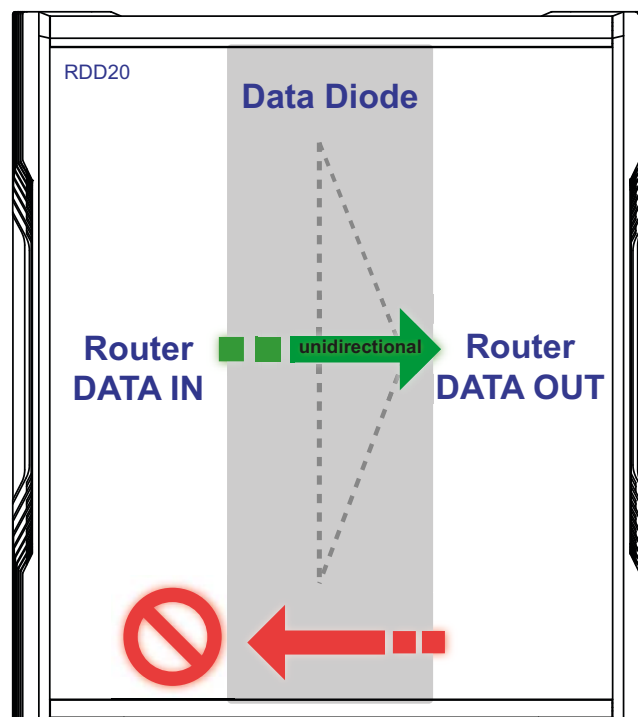 RDD20
Data Diode
Router
DATA IN
unidirectional
Router
DATA OUT